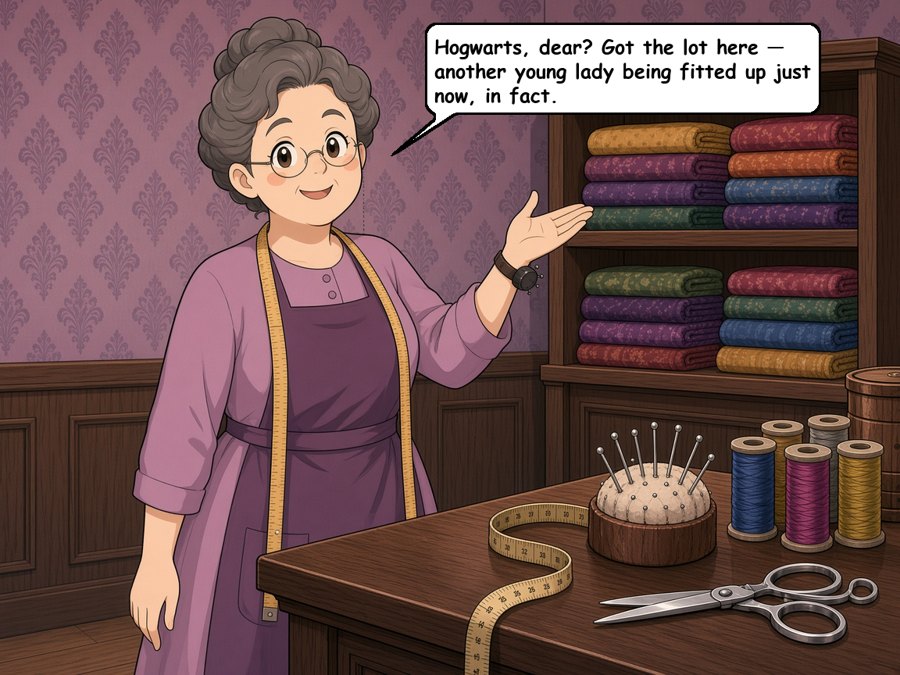 Hogwarts, dear? Got the lot here —
another young lady being fitted up just
now, in fact.